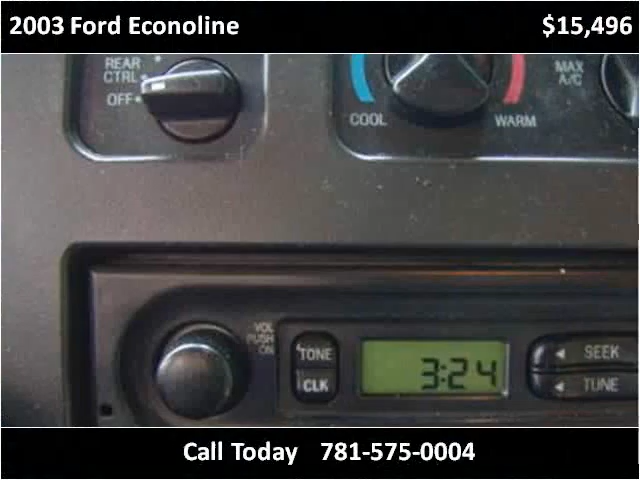 2003 Ford Econoline $15,496
REAR
CTRL
OFF
COOL
WARM
MAX
A/C
VOL
PUSH
ON
TONE
CLK
3:24
SEEK
TUNE
Call Today 781-575-0004